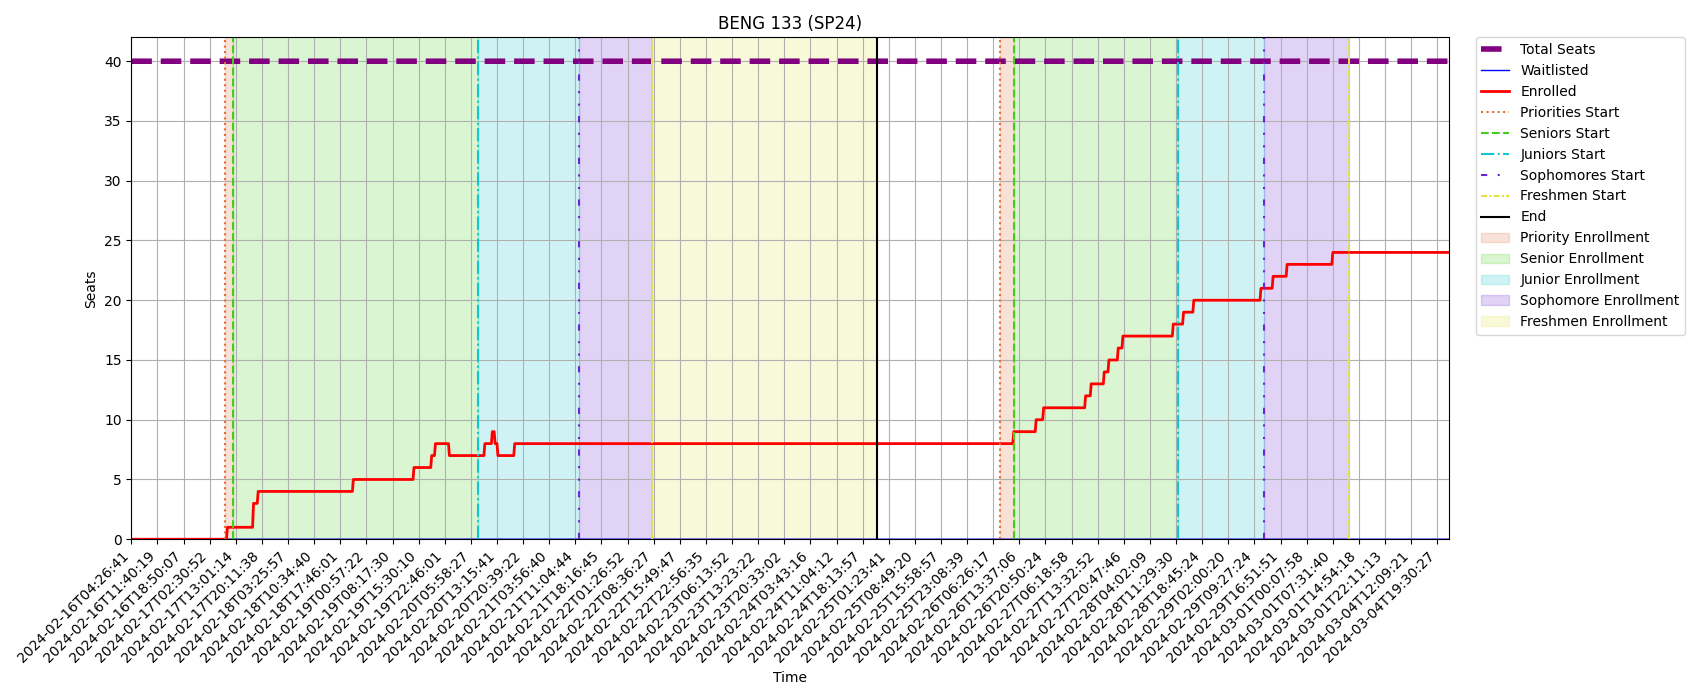 BENG 133 (SP24)
Seats
40
35
30
25
20
15
10
5
0
2024-02-16T04:26:41
2024-02-16T11:40:19
2024-02-16T18:50:07
2024-02-17T02:30:52
2024-02-17T13:01:14
2024-02-17T20:11:38
2024-02-18T03:25:57
2024-02-18T10:34:40
2024-02-18T17:46:01
2024-02-19T00:57:22
2024-02-19T08:17:30
2024-02-19T15:30:16
2024-02-19T22:46:01
2024-02-20T05:58:27
2024-02-20T13:15:41
2024-02-20T20:39:22
2024-02-21T03:56:40
2024-02-21T11:04:44
2024-02-21T18:16:45
2024-02-22T01:26:52
2024-02-22T08:36:27
2024-02-22T15:49:47
2024-02-22T22:56:35
2024-02-23T06:13:52
2024-02-23T13:23:22
2024-02-23T20:33:02
2024-02-24T03:43:16
2024-02-24T11:04:12
2024-02-24T18:13:57
2024-02-25T01:23:41
2024-02-25T08:49:20
2024-02-25T15:58:57
2024-02-25T23:08:39
2024-02-26T06:26:17
2024-02-26T13:37:06
2024-02-26T20:50:24
2024-02-27T06:18:58
2024-02-27T13:32:52
2024-02-27T20:47:46
2024-02-28T04:02:09
2024-02-28T11:29:30
2024-02-28T18:45:24
2024-02-29T02:00:20
2024-02-29T09:27:24
2024-02-29T16:51:51
2024-03-01T00:07:58
2024-03-01T07:31:40
2024-03-01T14:54:18
2024-03-01T22:11:13
2024-03-04T12:09:21
2024-03-04T19:30:27
Time
Total Seats
Waitlisted
Enrolled
Priorities Start
Seniors Start
Juniors Start
Sophomores Start
Freshmen Start
End
Priority Enrollment
Senior Enrollment
Junior Enrollment
Sophomore Enrollment
Freshmen Enrollment